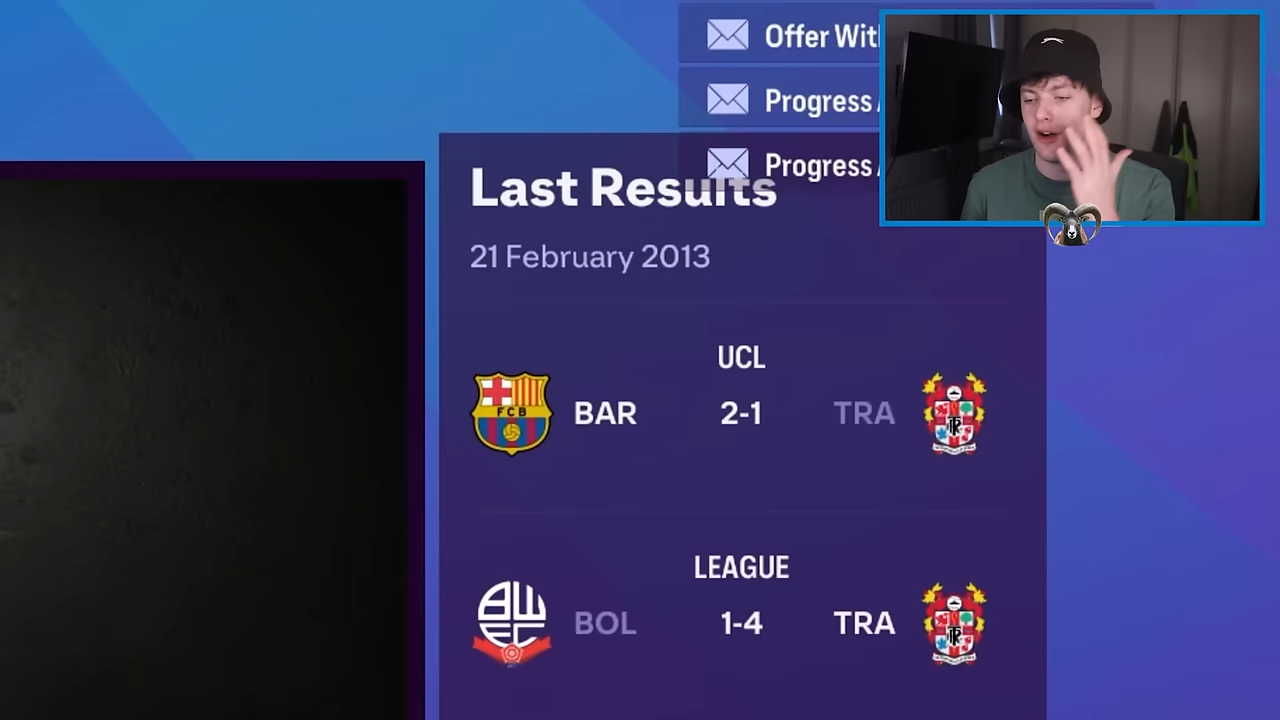 Offer Wit
Progress
Progress
Last Results
21 February 2013
UCL
FCB
BAR
2-1
TRA
LEAGUE
BOL
1-4
TRA